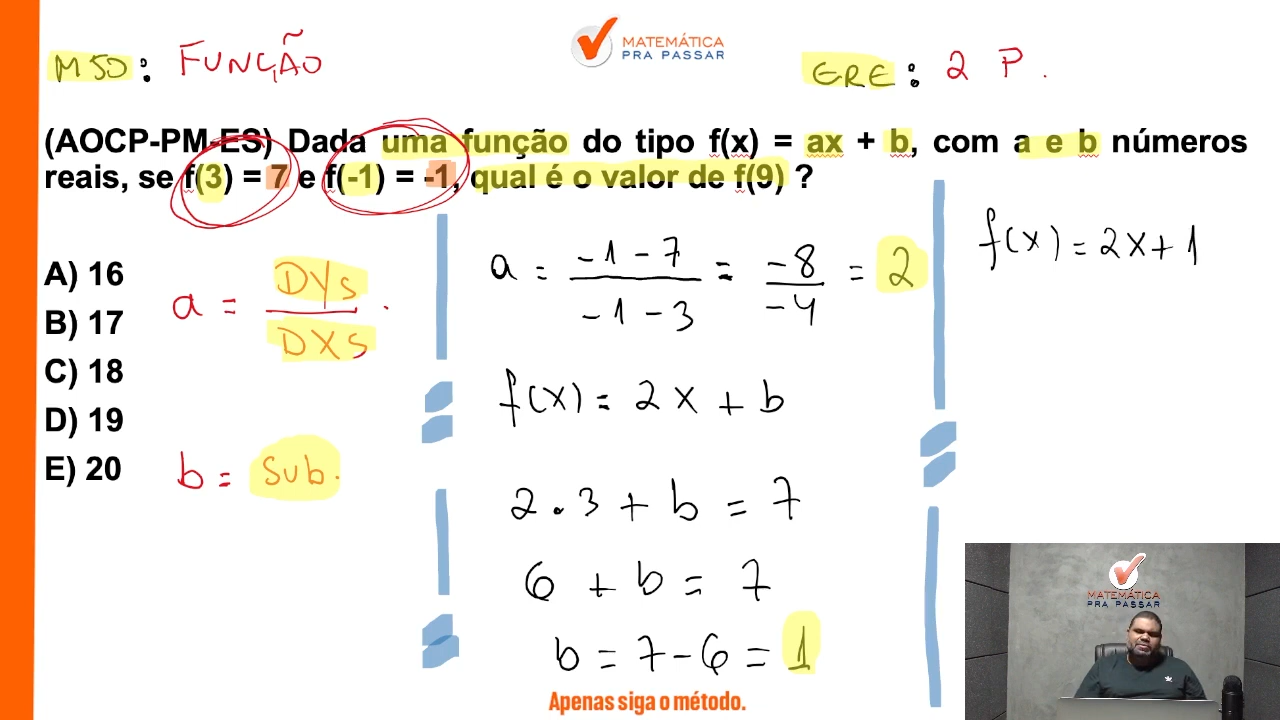 MSD: FUNÇÃO
MATEMÁTICA
PRA PASSAR
GRE: 2 P.
(AOCP-PM-ES) Dada uma função do tipo f(x) = ax + b, com a e b números
reais, se f(3) = 7 e f(-1) = -1, qual é o valor de f(9) ?
A) 16
B) 17
C) 18
D) 19
E) 20
a = DYs / DXs .
b = Sub.
a = -1 - 7 / -1 - 3 = -8 / -4 = 2
f(x) = 2x + b
2.3 + b = 7
6 + b = 7
b = 7 - 6 = 1
f(x) = 2x + 1
MATEMÁTICA
PRA PASSAR
Apenas siga o método.